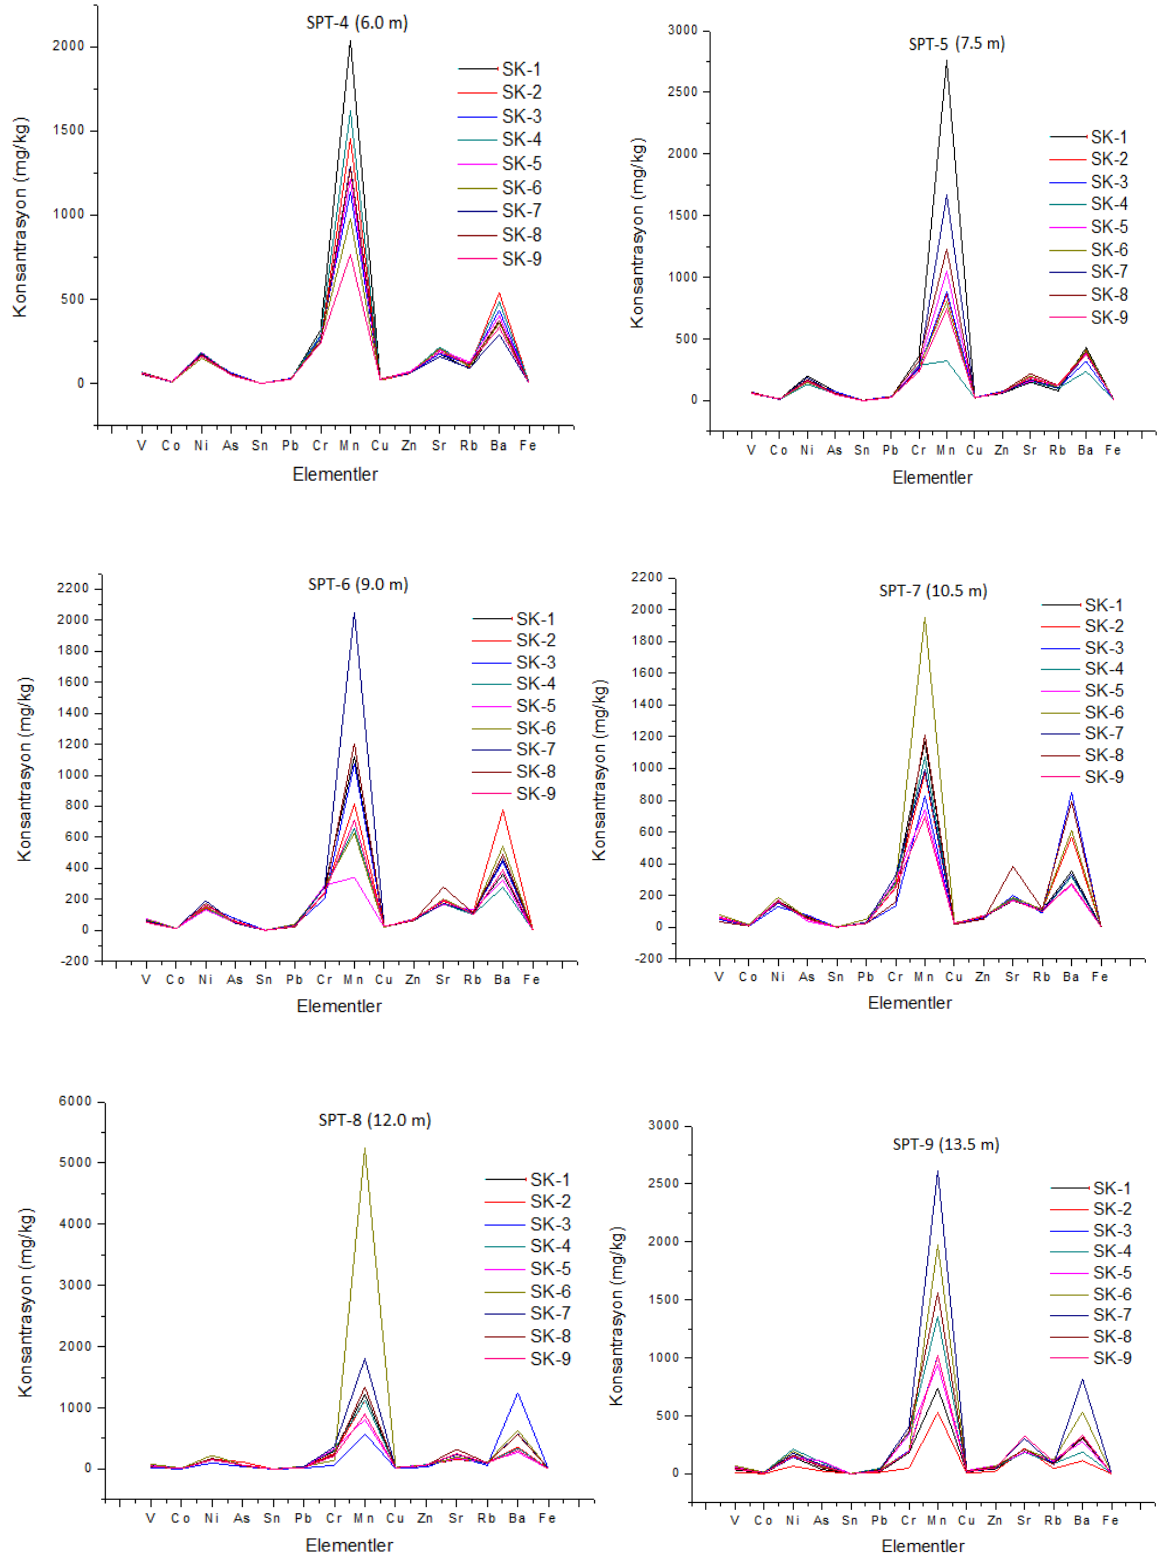 SPT-4 (6.0 m)
Konsantrasyon (mg/kg)
2000
1500
1000
500
0
SK-1
SK-2
SK-3
SK-4
SK-5
SK-6
SK-7
SK-8
SK-9
V Co Ni As Sn Pb Cr Mn Cu Zn Sr Rb Ba Fe
Elementler
SPT-5 (7.5 m)
Konsantrasyon (mg/kg)
3000
2500
2000
1500
1000
500
0
SK-1
SK-2
SK-3
SK-4
SK-5
SK-6
SK-7
SK-8
SK-9
V Co Ni As Sn Pb Cr Mn Cu Zn Sr Rb Ba Fe
Elementler
SPT-6 (9.0 m)
Konsantrasyon (mg/kg)
2200
2000
1800
1600
1400
1200
1000
800
600
400
200
0
-200
SK-1
SK-2
SK-3
SK-4
SK-5
SK-6
SK-7
SK-8
SK-9
V Co Ni As Sn Pb Cr Mn Cu Zn Sr Rb Ba Fe
Elementler
SPT-7 (10.5 m)
Konsantrasyon (mg/kg)
2200
2000
1800
1600
1400
1200
1000
800
600
400
200
0
-200
SK-1
SK-2
SK-3
SK-4
SK-5
SK-6
SK-7
SK-8
SK-9
V Co Ni As Sn Pb Cr Mn Cu Zn Sr Rb Ba Fe
Elementler
SPT-8 (12.0 m)
Konsantrasyon (mg/kg)
6000
5000
4000
3000
2000
1000
0
SK-1
SK-2
SK-3
SK-4
SK-5
SK-6
SK-7
SK-8
SK-9
V Co Ni As Sn Pb Cr Mn Cu Zn Sr Rb Ba Fe
Elementler
SPT-9 (13.5 m)
Konsantrasyon (mg/kg)
3000
2500
2000
1500
1000
500
0
SK-1
SK-2
SK-3
SK-4
SK-5
SK-6
SK-7
SK-8
SK-9
V Co Ni As Sn Pb Cr Mn Cu Zn Sr Rb Ba Fe
Elementler